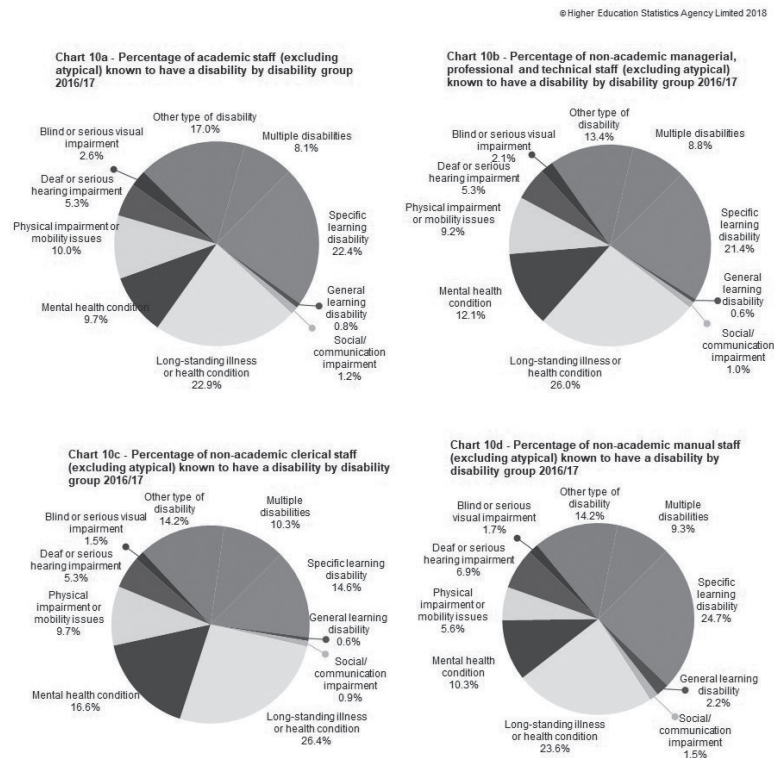 © Higher Education Statistics Agency Limited 2018
Chart 10a - Percentage of academic staff (excluding
atypical) known to have a disability by disability group
2016/17
Other type of disability
17.0%
Multiple disabilities
8.1%
Blind or serious visual
impairment
2.6%
Deaf or serious
hearing impairment
5.3%
Physical impairment or
mobility issues
10.0%
Specific
learning
disability
22.4%
General
learning
disability
0.8%
Mental health condition
9.7%
Social/
communication
impairment
1.2%
Long-standing illness
or health condition
22.9%
Chart 10b - Percentage of non-academic managerial,
professional and technical staff (excluding atypical)
known to have a disability by disability group 2016/17
Other type of
disability
13.4%
Multiple disabilities
8.8%
Blind or serious visual
impairment
2.1%
Deaf or serious
hearing impairment
5.3%
Physical impairment
or mobility issues
9.2%
Specific
learning
disability
21.4%
General
learning
disability
0.6%
Mental health
condition
12.1%
Social/
communication
impairment
1.0%
Long-standing illness or
health condition
26.0%
Chart 10c - Percentage of non-academic clerical staff
(excluding atypical) known to have a disability by disability
group 2016/17
Other type of
disability
14.2%
Multiple
disabilities
10.3%
Blind or serious visual
impairment
1.5%
Deaf or serious
hearing impairment
5.3%
Physical
impairment or
mobility issues
9.7%
Specific learning
disability
14.6%
General learning
disability
0.6%
Social/
communication
impairment
0.9%
Mental health condition
16.6%
Long-standing illness
or health condition
26.4%
Chart 10d - Percentage of non-academic manual staff
(excluding atypical) known to have a disability by
disability group 2016/17
Other type of
disability
14.2%
Multiple
disabilities
9.3%
Blind or serious
visual impairment
1.7%
Deaf or serious
hearing impairment
6.9%
Physical
impairment or
mobility issues
5.6%
Specific
learning
disability
24.7%
Mental health
condition
10.3%
General learning
disability
2.2%
Social/
communication
impairment
1.5%
Long-standing illness
or health condition
23.6%